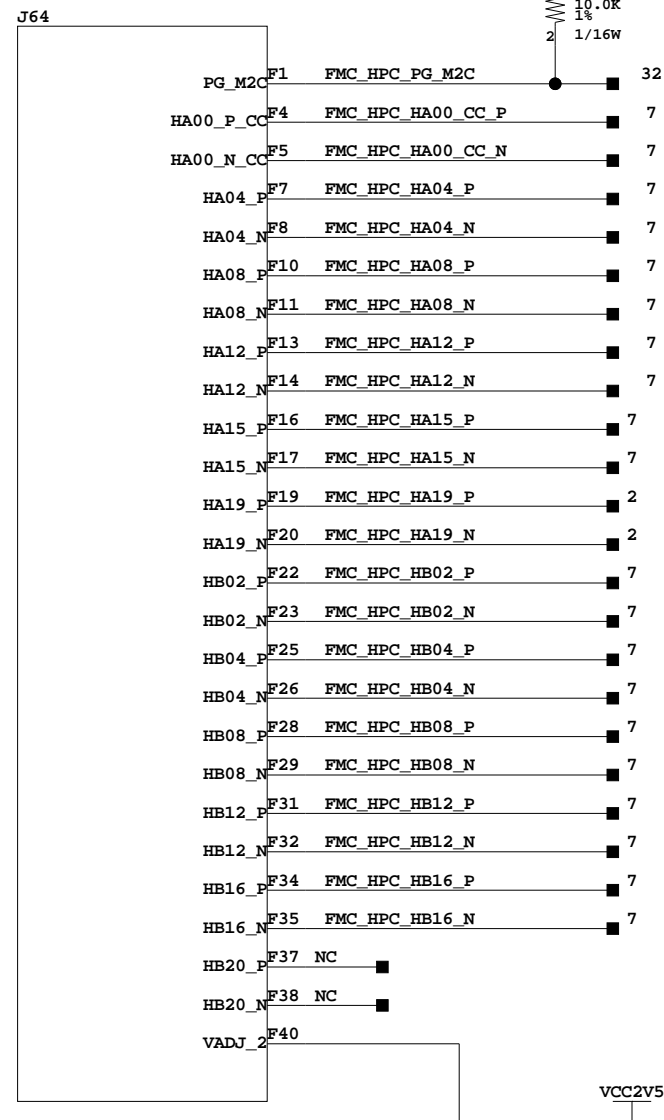 10.0K
J64
1%
2 1/16W
PG_M2C F1 FMC_HPC_PG_M2C 32
HA00_P_CC F4 FMC_HPC_HA00_CC_P 7
HA00_N_CC F5 FMC_HPC_HA00_CC_N 7
HA04_P F7 FMC_HPC_HA04_P 7
HA04_N F8 FMC_HPC_HA04_N 7
HA08_P F10 FMC_HPC_HA08_P 7
HA08_N F11 FMC_HPC_HA08_N 7
HA12_P F13 FMC_HPC_HA12_P 7
HA12_N F14 FMC_HPC_HA12_N 7
HA15_P F16 FMC_HPC_HA15_P 7
HA15_N F17 FMC_HPC_HA15_N 7
HA19_P F19 FMC_HPC_HA19_P 2
HA19_N F20 FMC_HPC_HA19_N 2
HB02_P F22 FMC_HPC_HB02_P 7
HB02_N F23 FMC_HPC_HB02_N 7
HB04_P F25 FMC_HPC_HB04_P 7
HB04_N F26 FMC_HPC_HB04_N 7
HB08_P F28 FMC_HPC_HB08_P 7
HB08_N F29 FMC_HPC_HB08_N 7
HB12_P F31 FMC_HPC_HB12_P 7
HB12_N F32 FMC_HPC_HB12_N 7
HB16_P F34 FMC_HPC_HB16_P 7
HB16_N F35 FMC_HPC_HB16_N 7
HB20_P F37 NC
HB20_N F38 NC
VADJ_2 F40
VCC2V5